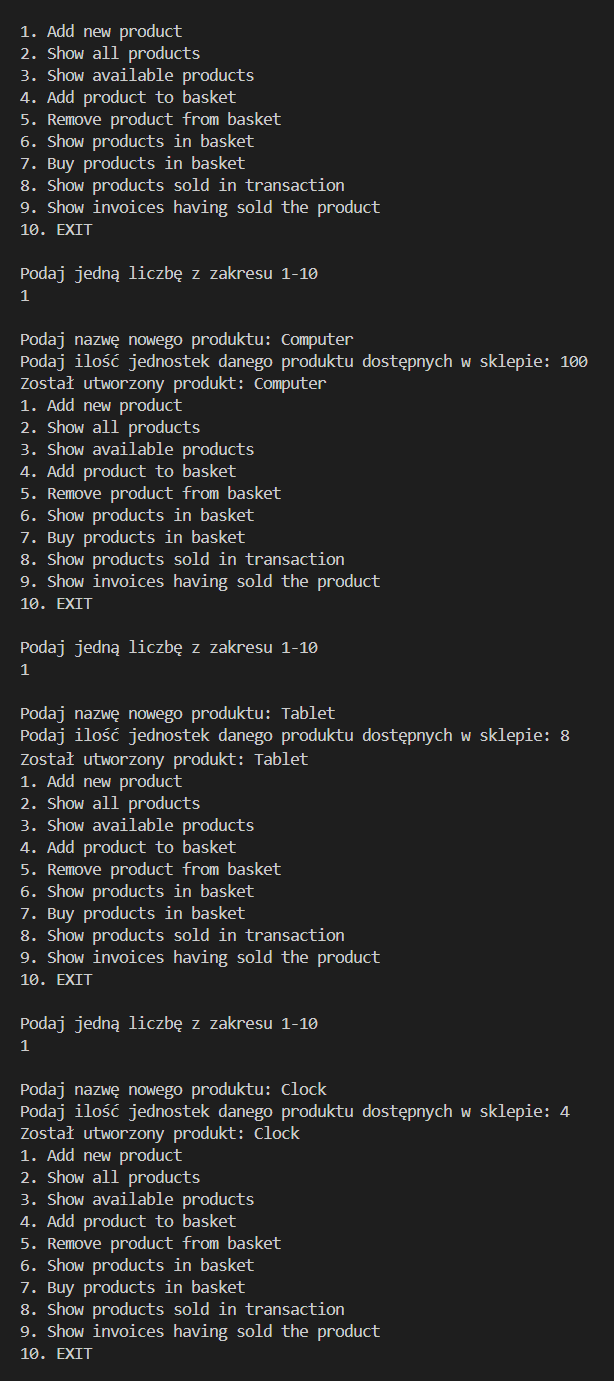 1. Add new product
2. Show all products
3. Show available products
4. Add product to basket
5. Remove product from basket
6. Show products in basket
7. Buy products in basket
8. Show products sold in transaction
9. Show invoices having sold the product
10. EXIT
Podaj jedną liczbę z zakresu 1-10
1
Podaj nazwę nowego produktu: Computer
Podaj ilość jednostek danego produktu dostępnych w sklepie: 100
Został utworzony produkt: Computer
1. Add new product
2. Show all products
3. Show available products
4. Add product to basket
5. Remove product from basket
6. Show products in basket
7. Buy products in basket
8. Show products sold in transaction
9. Show invoices having sold the product
10. EXIT
Podaj jedną liczbę z zakresu 1-10
1
Podaj nazwę nowego produktu: Tablet
Podaj ilość jednostek danego produktu dostępnych w sklepie: 8
Został utworzony produkt: Tablet
1. Add new product
2. Show all products
3. Show available products
4. Add product to basket
5. Remove product from basket
6. Show products in basket
7. Buy products in basket
8. Show products sold in transaction
9. Show invoices having sold the product
10. EXIT
Podaj jedną liczbę z zakresu 1-10
1
Podaj nazwę nowego produktu: Clock
Podaj ilość jednostek danego produktu dostępnych w sklepie: 4
Został utworzony produkt: Clock
1. Add new product
2. Show all products
3. Show available products
4. Add product to basket
5. Remove product from basket
6. Show products in basket
7. Buy products in basket
8. Show products sold in transaction
9. Show invoices having sold the product
10. EXIT